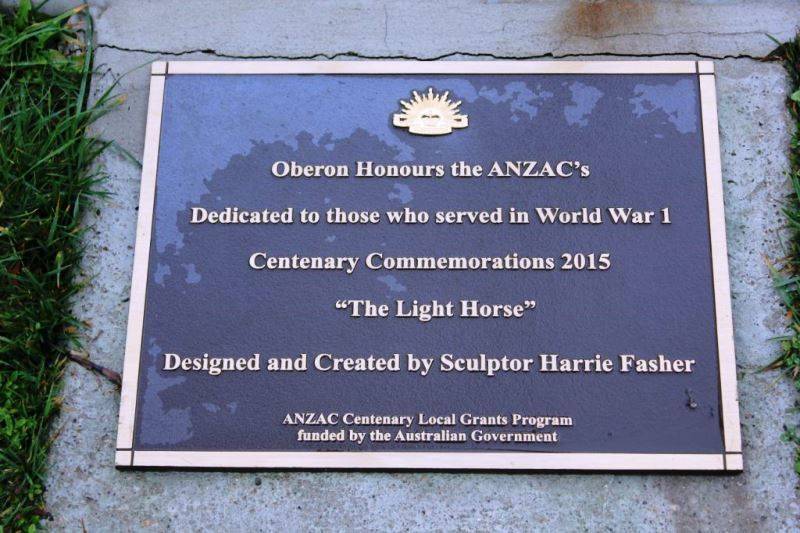 Oberon Honours the ANZAC's
Dedicated to those who served in World War 1
Centenary Commemorations 2015
“The Light Horse”
Designed and Created by Sculptor Harrie Fasher
ANZAC Centenary Local Grants Program
funded by the Australian Government